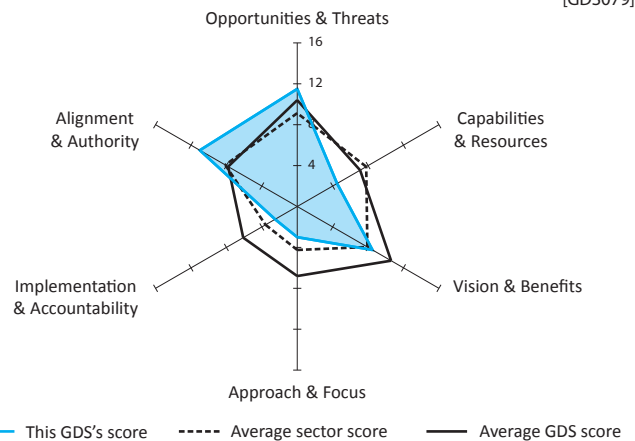 [GDS079]
Opportunities & Threats
16
12
8
4
Alignment
& Authority
Capabilities
& Resources
Implementation
& Accountability
Vision & Benefits
Approach & Focus
This GDS's score
Average sector score
Average GDS score